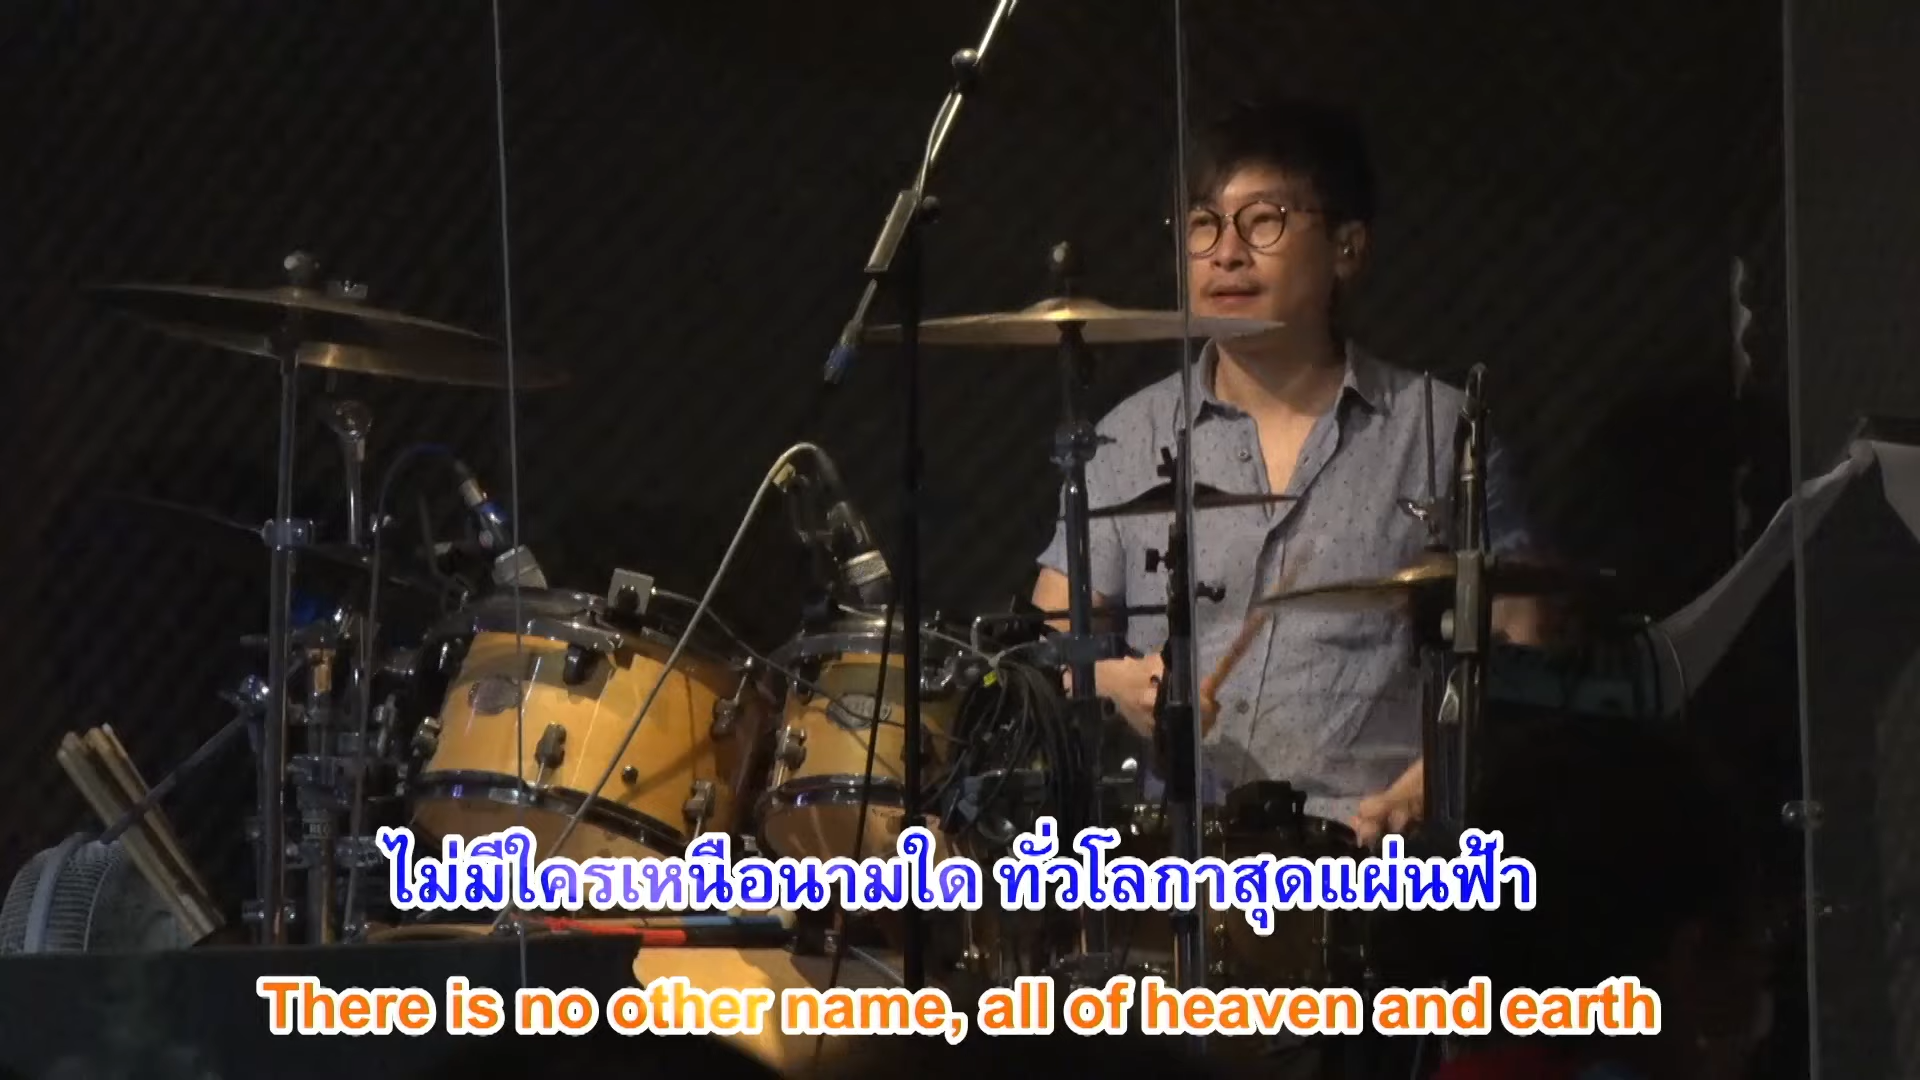 ไม่มีใครเหนือนามใด ทั่วโลกาสุดแผ่นฟ้า
There is no other name, all of heaven and earth